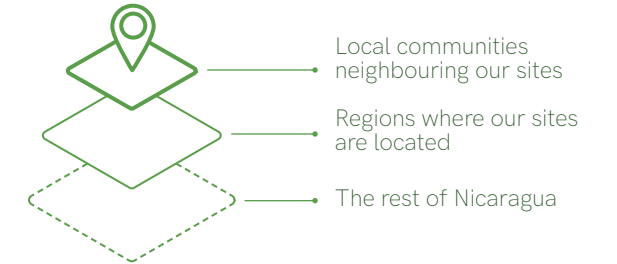 Local communities
neighbouring our sites
Regions where our sites
are located
The rest of Nicaragua